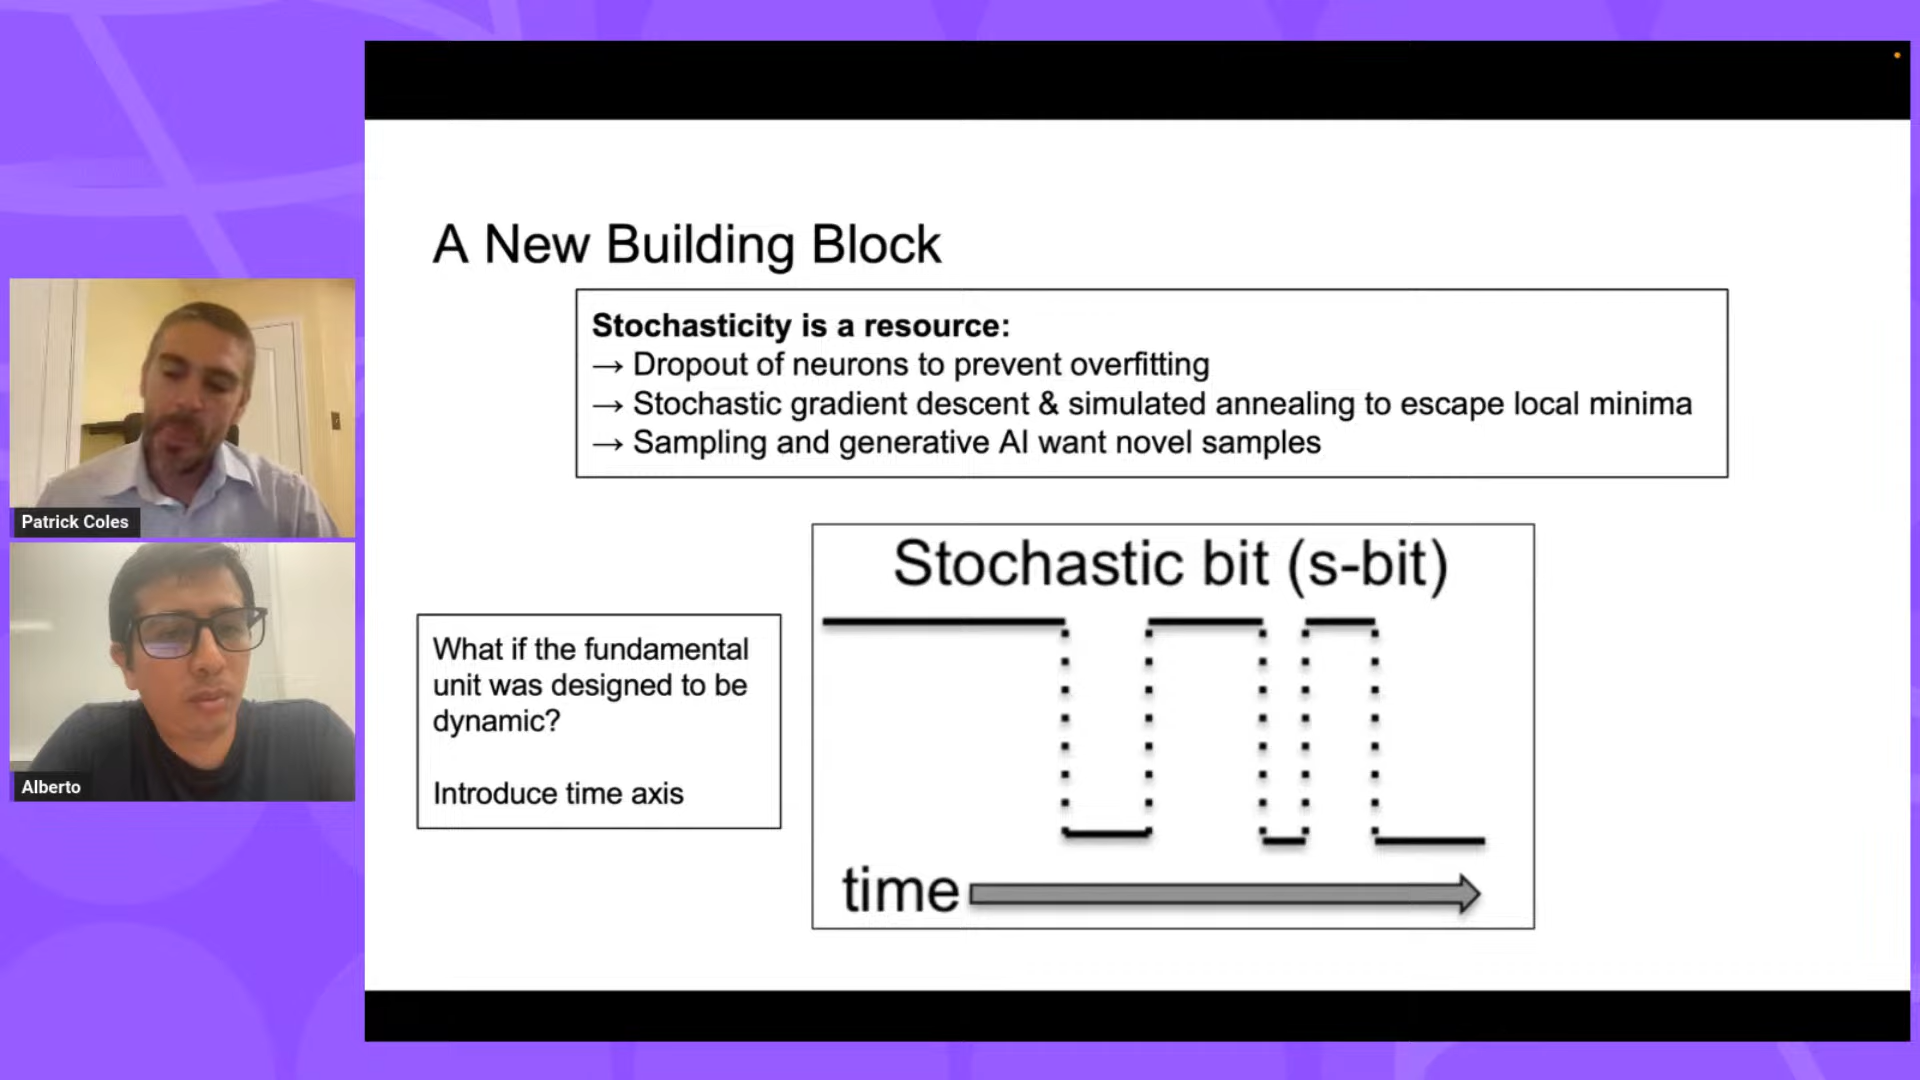 A New Building Block
Stochasticity is a resource:
→ Dropout of neurons to prevent overfitting
→ Stochastic gradient descent & simulated annealing to escape local minima
→ Sampling and generative AI want novel samples
What if the fundamental
unit was designed to be
dynamic?
Introduce time axis
Stochastic bit (s-bit)
time
Patrick Coles
Alberto